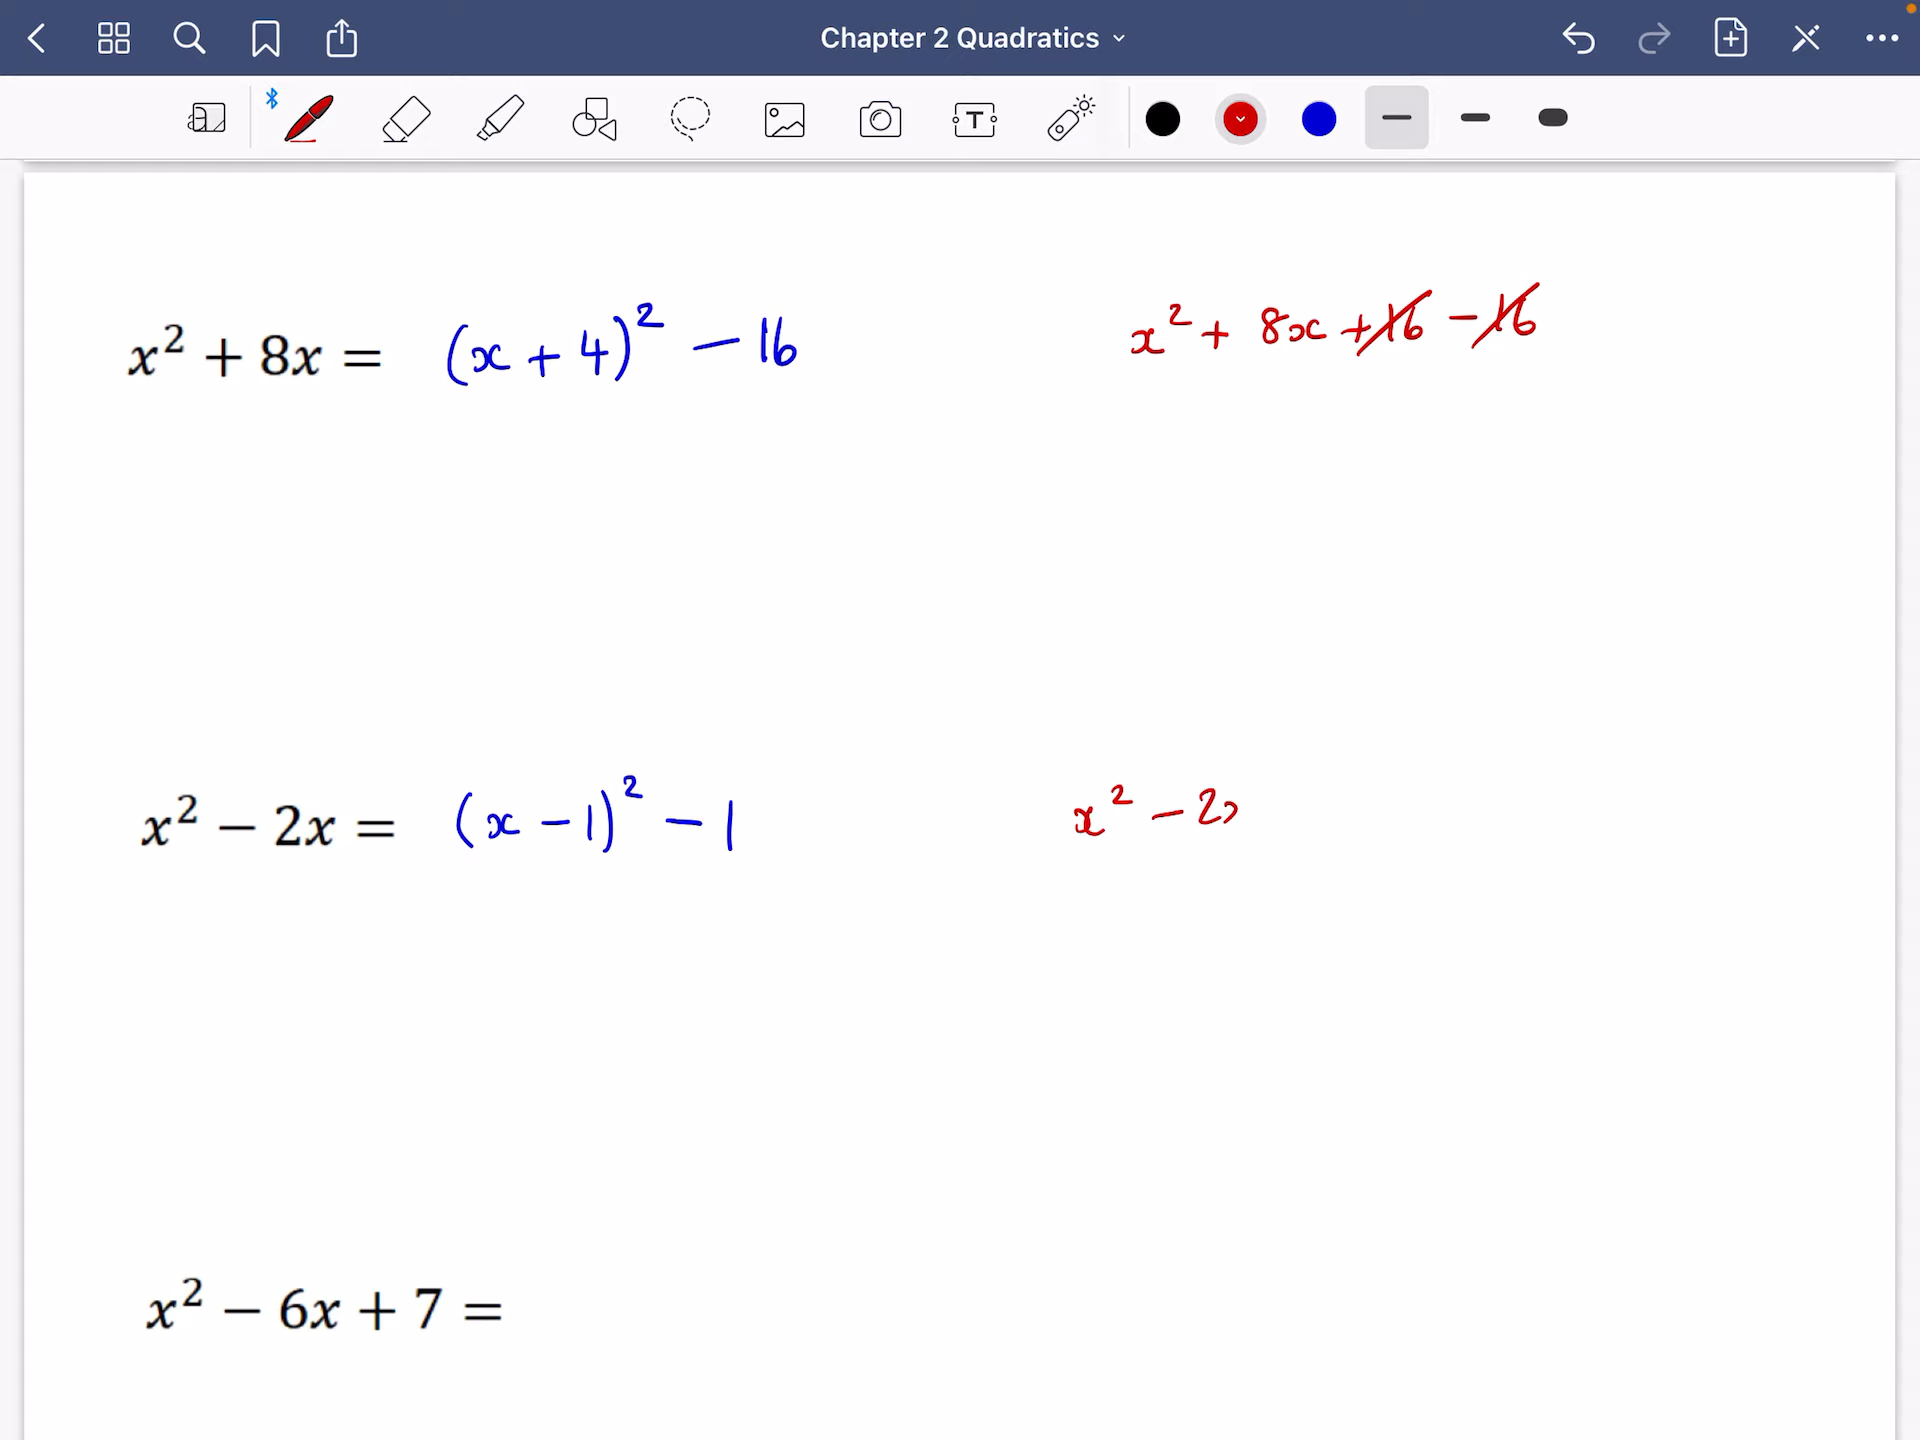 Chapter 2 Quadratics
x² + 8x = (x + 4)² − 16
x² + 8x + 16 − 16
x² − 2x = (x − 1)² − 1
x² − 2x
x² − 6x + 7 =